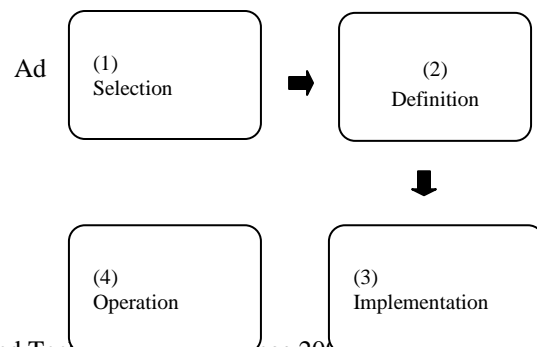 Ad
(1)
Selection
(2)
Definition
(4)
Operation
(3)
Implementation